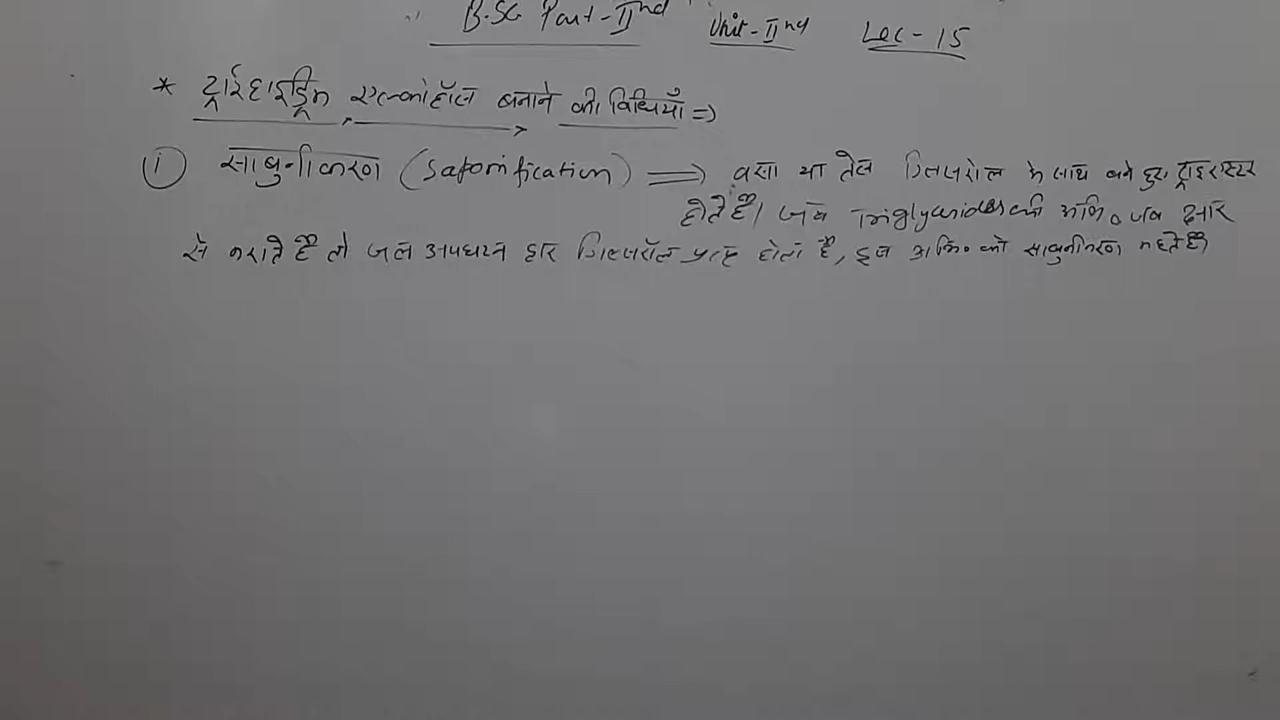 B.Sc Part-IInd Unit-IInd Lec-15
* ट्राईहाइड्रिक एल्कोहॉल बनाने की विधियाँ =>
(i) साबुनीकरण (Saponification) => वसा या तेल ग्लिसरोल के साथ बने हुए ट्राइएस्टर
होते हैं। जब Triglycerides की अभि० जब क्षार
से कराते हैं तो जल अपघटन द्वार ग्लिसरॉल प्राप्त होता है, इस अभि० को साबुनीकरण कहते हैं